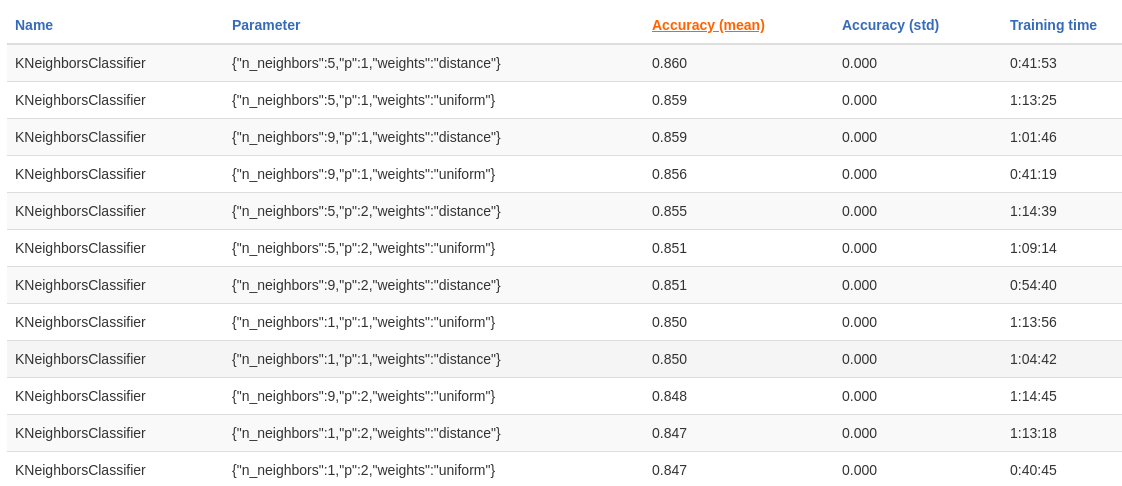 Name Parameter Accuracy (mean) Accuracy (std) Training time
KNeighborsClassifier {"n_neighbors":5,"p":1,"weights":"distance"} 0.860 0.000 0:41:53
KNeighborsClassifier {"n_neighbors":5,"p":1,"weights":"uniform"} 0.859 0.000 1:13:25
KNeighborsClassifier {"n_neighbors":9,"p":1,"weights":"distance"} 0.859 0.000 1:01:46
KNeighborsClassifier {"n_neighbors":9,"p":1,"weights":"uniform"} 0.856 0.000 0:41:19
KNeighborsClassifier {"n_neighbors":5,"p":2,"weights":"distance"} 0.855 0.000 1:14:39
KNeighborsClassifier {"n_neighbors":5,"p":2,"weights":"uniform"} 0.851 0.000 1:09:14
KNeighborsClassifier {"n_neighbors":9,"p":2,"weights":"distance"} 0.851 0.000 0:54:40
KNeighborsClassifier {"n_neighbors":1,"p":1,"weights":"uniform"} 0.850 0.000 1:13:56
KNeighborsClassifier {"n_neighbors":1,"p":1,"weights":"distance"} 0.850 0.000 1:04:42
KNeighborsClassifier {"n_neighbors":9,"p":2,"weights":"uniform"} 0.848 0.000 1:14:45
KNeighborsClassifier {"n_neighbors":1,"p":2,"weights":"distance"} 0.847 0.000 1:13:18
KNeighborsClassifier {"n_neighbors":1,"p":2,"weights":"uniform"} 0.847 0.000 0:40:45